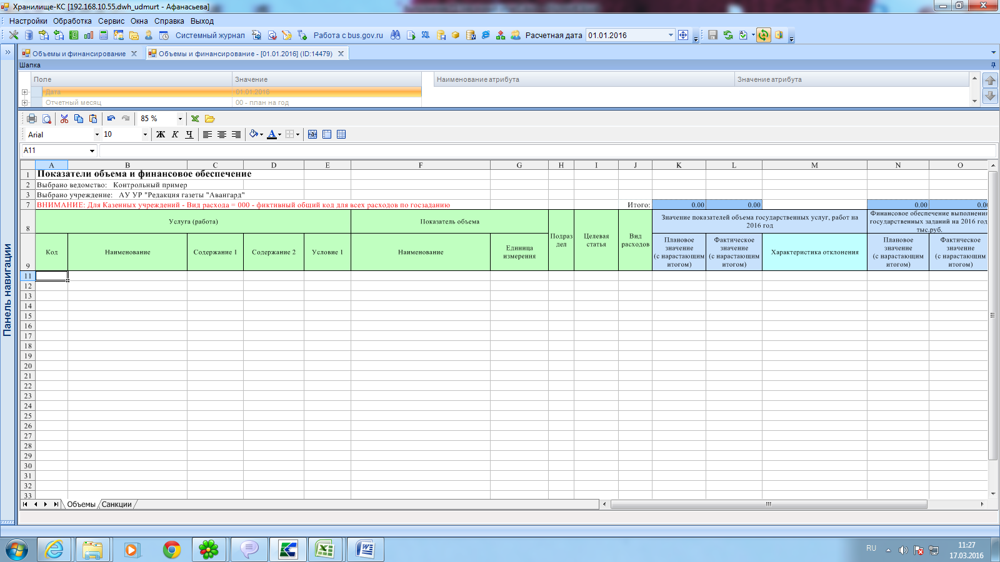 Хранилище-КС [192.168.10.55.dwh_udmurt - Афанасьева]
Настройки Обработка Сервис Окна Справка Выход
Системный журнал Работа с bus.gov.ru SQL Расчетная дата 01.01.2016
Объемы и финансирование Объемы и финансирование - [01.01.2016] (ID:14479)
Шапка
Поле Значение Наименование атрибута Значение атрибута
Дата 01.01.2016
Отчетный месяц 00 - план на год
85 %
Arial 10 Ж К Ч
A11
A B C D E F G H I J K L M N O
1 Показатели объема и финансовое обеспечение
2 Выбрано ведомство: Контрольный пример
3 Выбрано учреждение: АУ УР "Редакция газеты "Авангард"
7 ВНИМАНИЕ: Для Казенных учреждений - Вид расхода = 000 - фиктивный общий код для всех расходов по госзаданию Итого: 0.00 0.00 0.00 0.00
8 Услуга (работа) Показатель объема Подраз
дел Целевая
статья Вид
расходов Значение показателей объема государственных услуг, работ на
2016 год Финансовое обеспечение выполнения
государственных заданий на 2016 год
тыс.руб.
9 Код Наименование Содержание 1 Содержание 2 Условие 1 Наименование Единица
измерения Плановое
значение
(с нарастающим
итогом) Фактическое
значение
(с нарастающим
итогом) Характеристика отклонения Плановое
значение
(с нарастающим
итогом) Фактическое
значение
(с нарастающим
итогом)
11
12
13
14
15
16
17
18
19
20
21
22
23
24
25
26
27
28
29
30
31
32
33
Панель навигации
Объемы Санкции
RU 11:27
17.03.2016